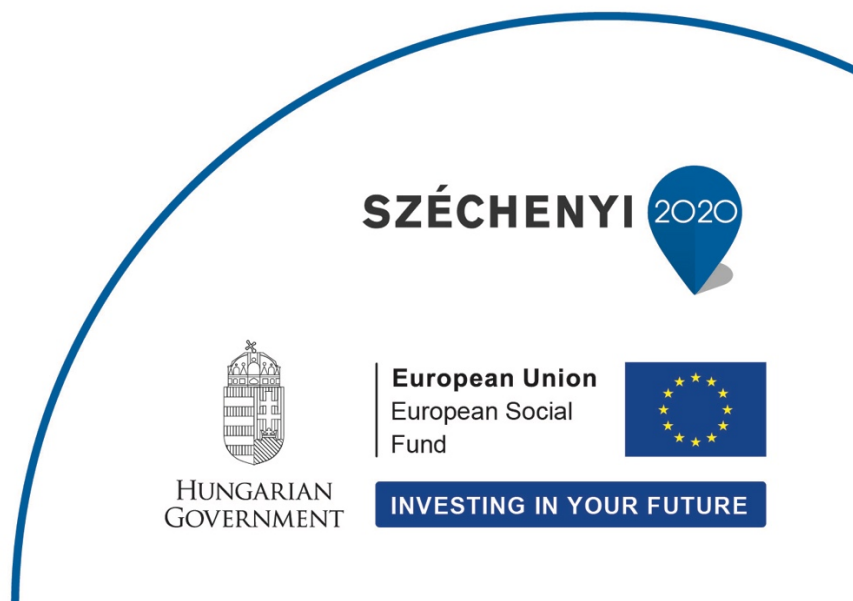 SZÉCHENYI 2020
European Union
European Social
Fund
HUNGARIAN
GOVERNMENT
INVESTING IN YOUR FUTURE